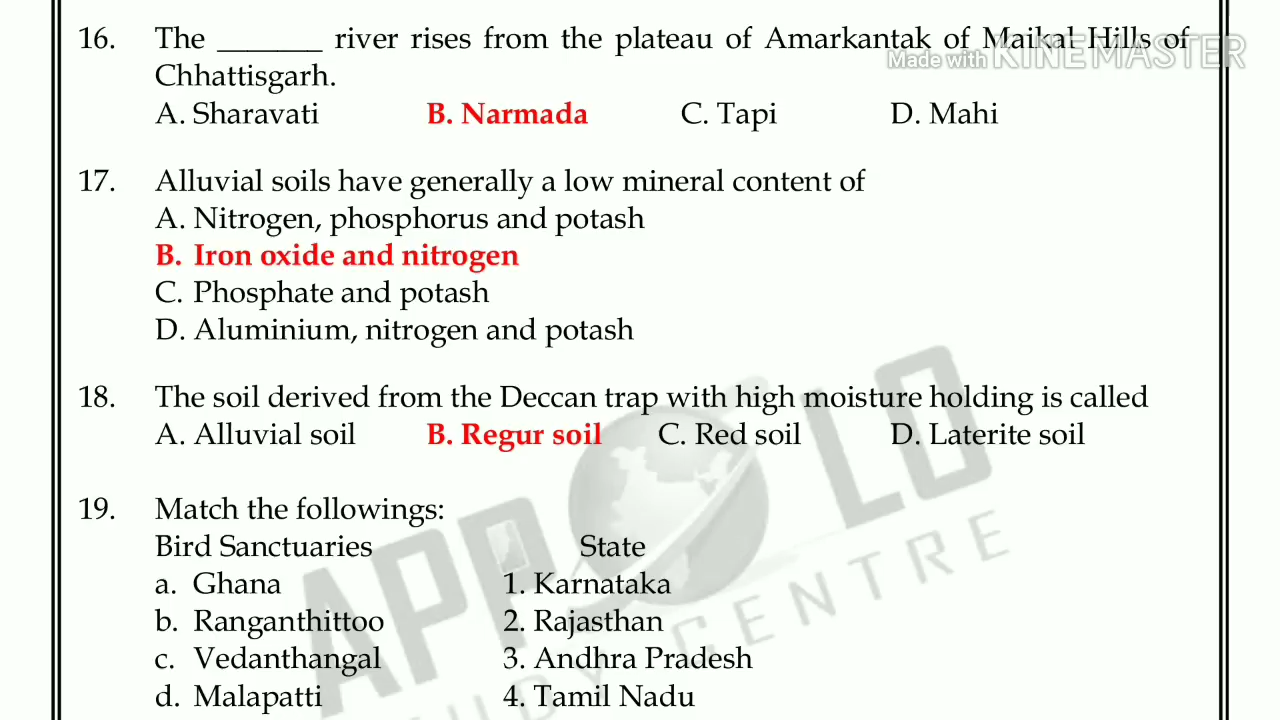 16. The _______ river rises from the plateau of Amarkantak of Maikal Hills of
Made with KINEMASTER
Chhattisgarh.
A. Sharavati B. Narmada C. Tapi D. Mahi
17. Alluvial soils have generally a low mineral content of
A. Nitrogen, phosphorus and potash
B. Iron oxide and nitrogen
C. Phosphate and potash
D. Aluminium, nitrogen and potash
18. The soil derived from the Deccan trap with high moisture holding is called
A. Alluvial soil B. Regur soil C. Red soil D. Laterite soil
19. Match the followings:
Bird Sanctuaries State
a. Ghana 1. Karnataka
b. Ranganthittoo 2. Rajasthan
c. Vedanthangal 3. Andhra Pradesh
d. Malapatti 4. Tamil Nadu
APPOLO
CENTRE